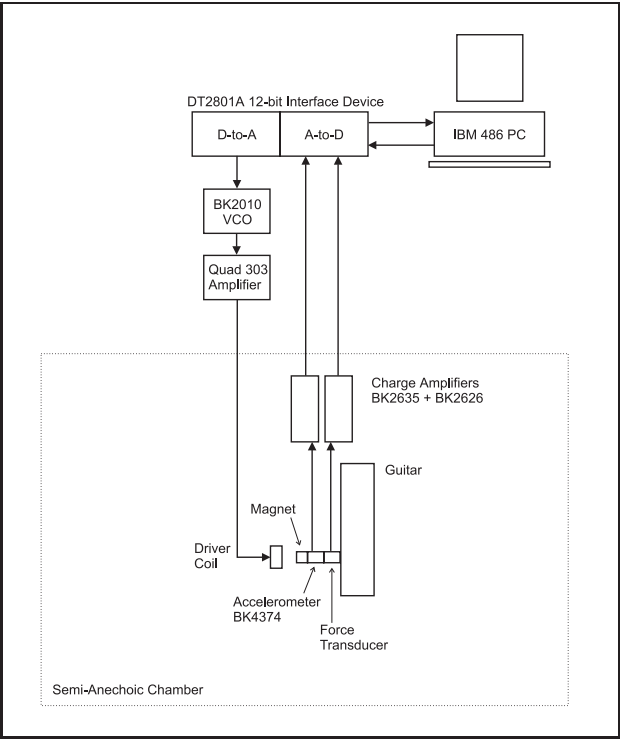 DT2801A 12-bit Interface Device
D-to-A
A-to-D
IBM 486 PC
BK2010
VCO
Quad 303
Amplifier
Charge Amplifiers
BK2635 + BK2626
Guitar
Magnet
Driver
Coil
Accelerometer
BK4374
Force
Transducer
Semi-Anechoic Chamber